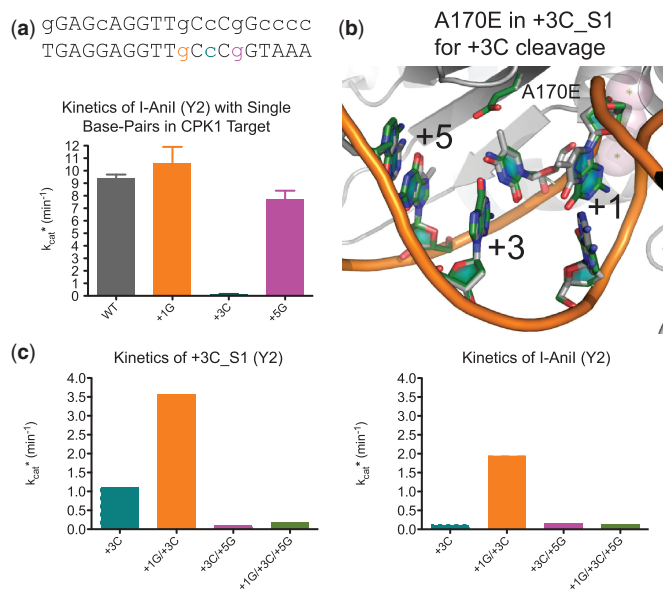 (a)
gGAGcAGGTTgCcCgGcccc
TGAGGAGGTTgCcCgGTAAA
Kinetics of I-AniI (Y2) with Single
Base-Pairs in CPK1 Target
k_cat* (min⁻¹)
12
11
10
9
8
7
6
5
4
3
2
1
0
WT
+1G
+3C
+5G
(b)
A170E in +3C_S1
for +3C cleavage
A170E
+5
+3
+1
(c)
Kinetics of +3C_S1 (Y2)
k_cat* (min⁻¹)
4.0
3.5
3.0
2.5
2.0
1.5
1.0
0.5
0.0
+3C
+1G/+3C
+3C/+5G
+1G/+3C/+5G
Kinetics of I-AniI (Y2)
k_cat* (min⁻¹)
4.0
3.5
3.0
2.5
2.0
1.5
1.0
0.5
0.0
+3C
+1G/+3C
+3C/+5G
+1G/+3C/+5G